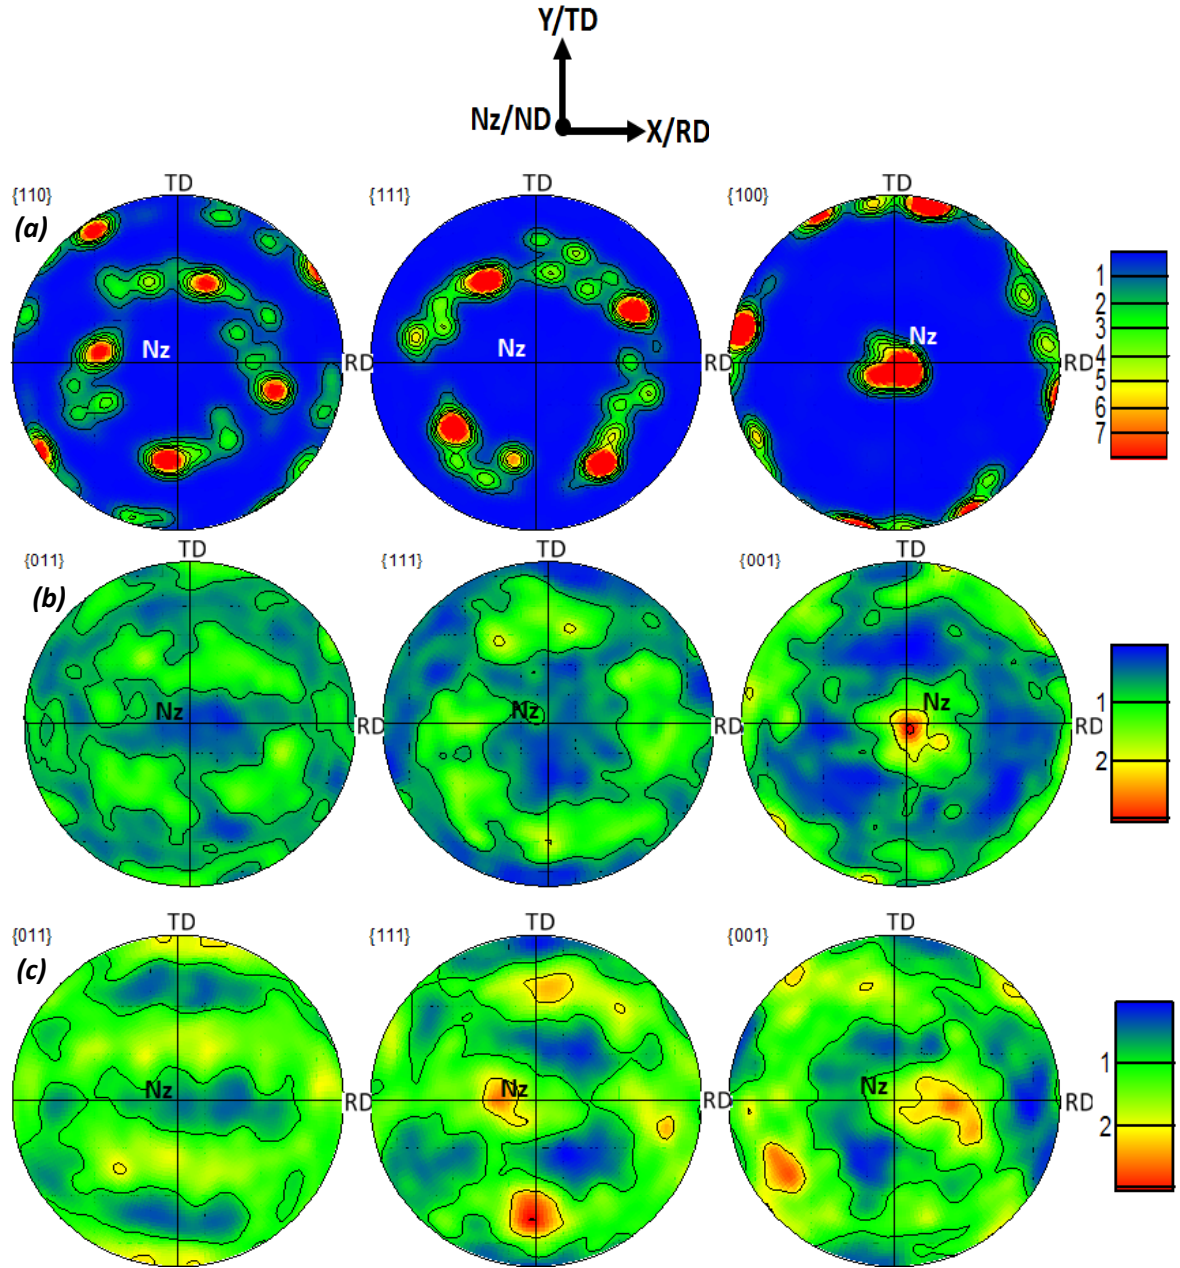 Y/TD
Nz/ND
X/RD
{110} TD {111} TD {100} TD
(a)
Nz RD Nz RD Nz RD
1
2
3
4
5
6
7
{011} TD {111} TD {001} TD
(b)
Nz RD Nz RD Nz RD
1
2
{011} TD {111} TD {001} TD
(c)
Nz RD Nz RD Nz RD
1
2